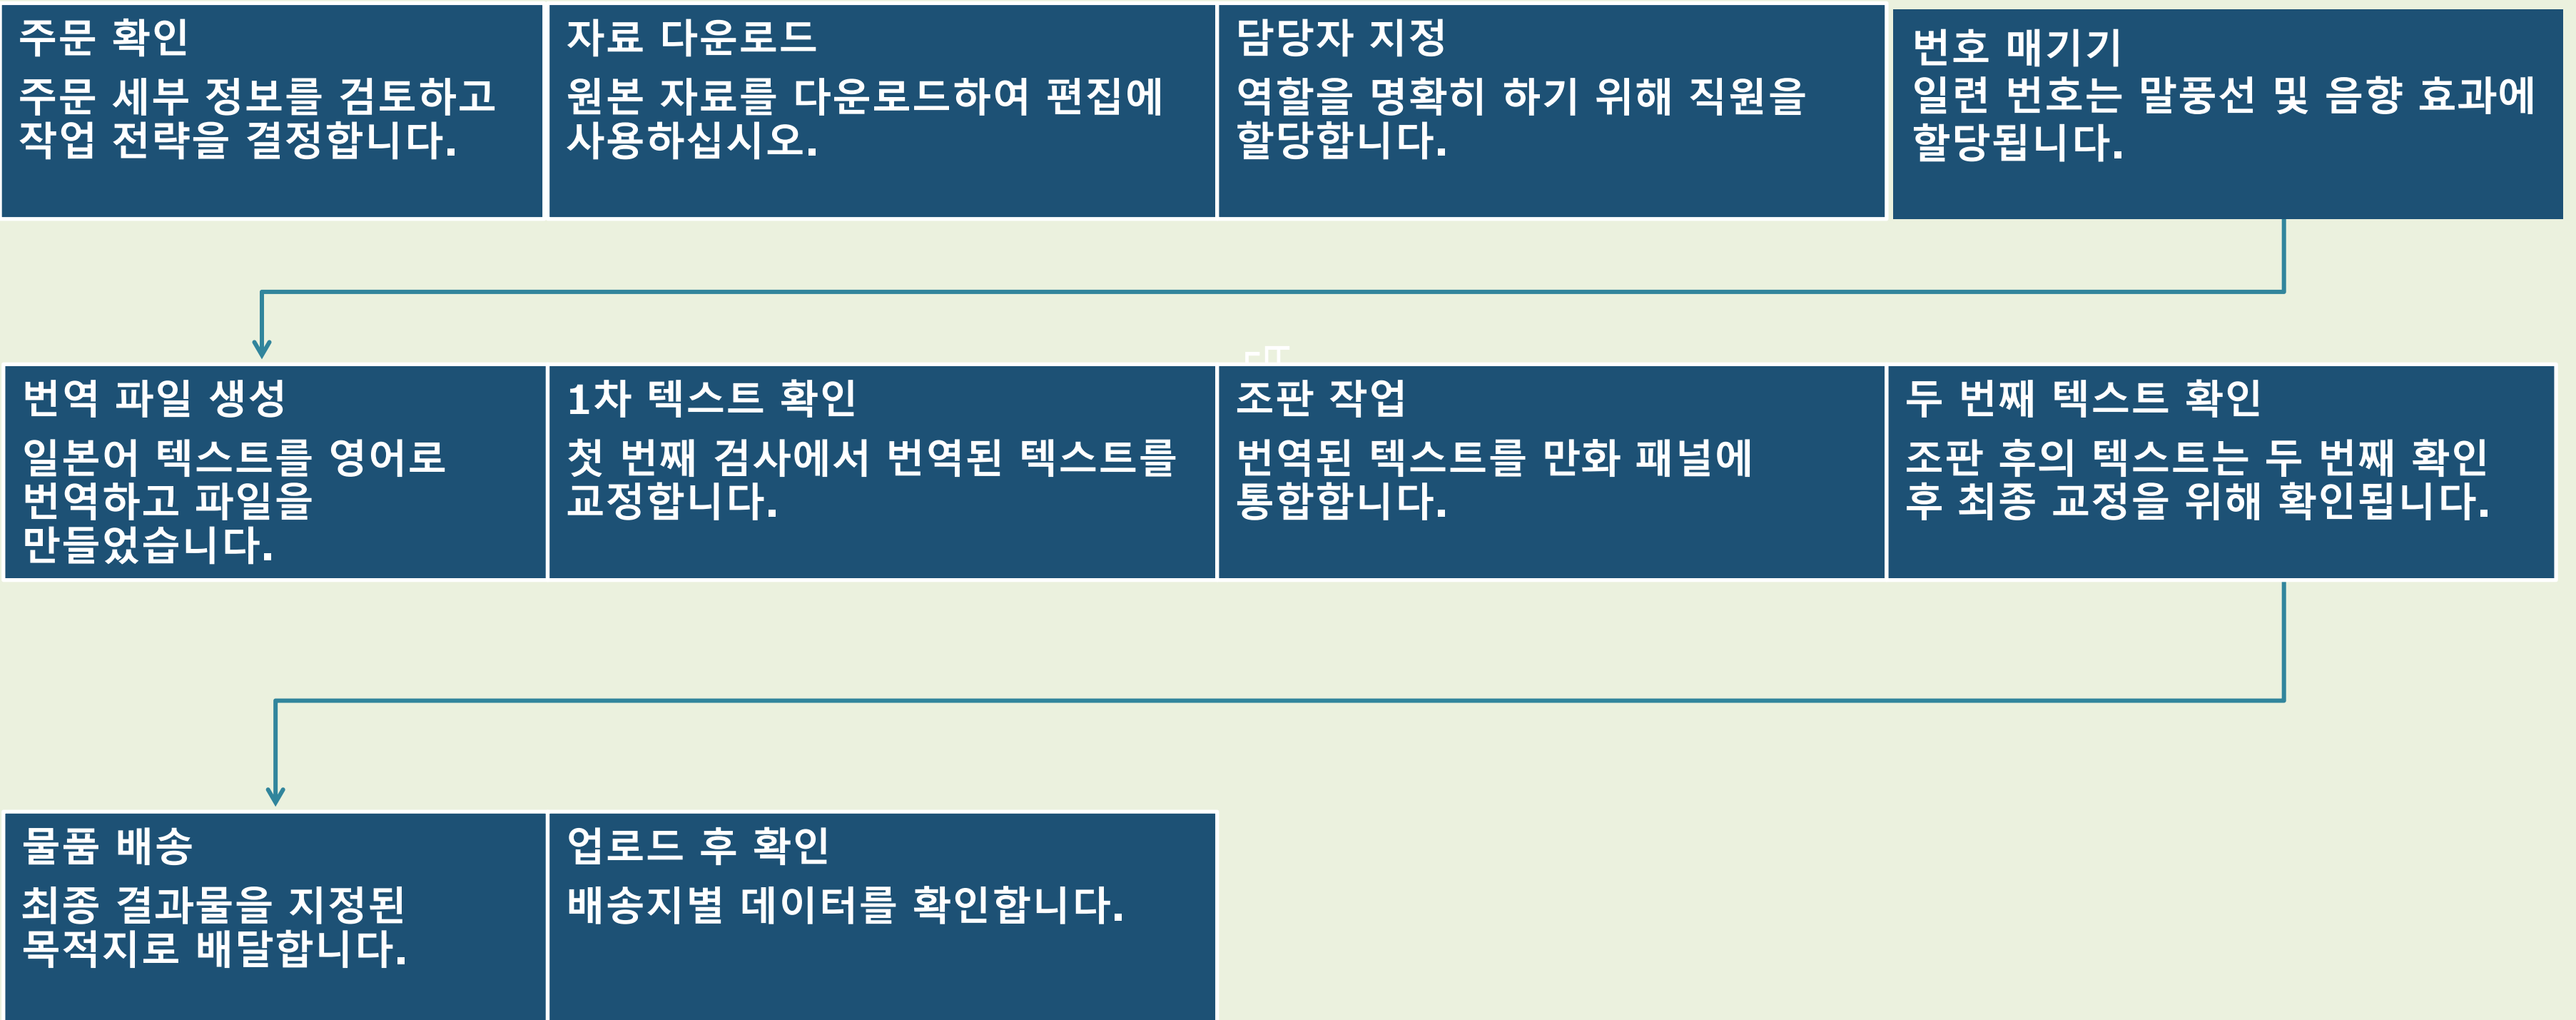 주문 확인
주문 세부 정보를 검토하고
작업 전략을 결정합니다.
자료 다운로드
원본 자료를 다운로드하여 편집에
사용하십시오.
담당자 지정
역할을 명확히 하기 위해 직원을
할당합니다.
번호 매기기
일련 번호는 말풍선 및 음향 효과에
할당됩니다.
번역 파일 생성
일본어 텍스트를 영어로
번역하고 파일을
만들었습니다.
1차 텍스트 확인
첫 번째 검사에서 번역된 텍스트를
교정합니다.
조판 작업
번역된 텍스트를 만화 패널에
통합합니다.
두 번째 텍스트 확인
조판 후의 텍스트는 두 번째 확인
후 최종 교정을 위해 확인됩니다.
물품 배송
최종 결과물을 지정된
목적지로 배달합니다.
업로드 후 확인
배송지별 데이터를 확인합니다.